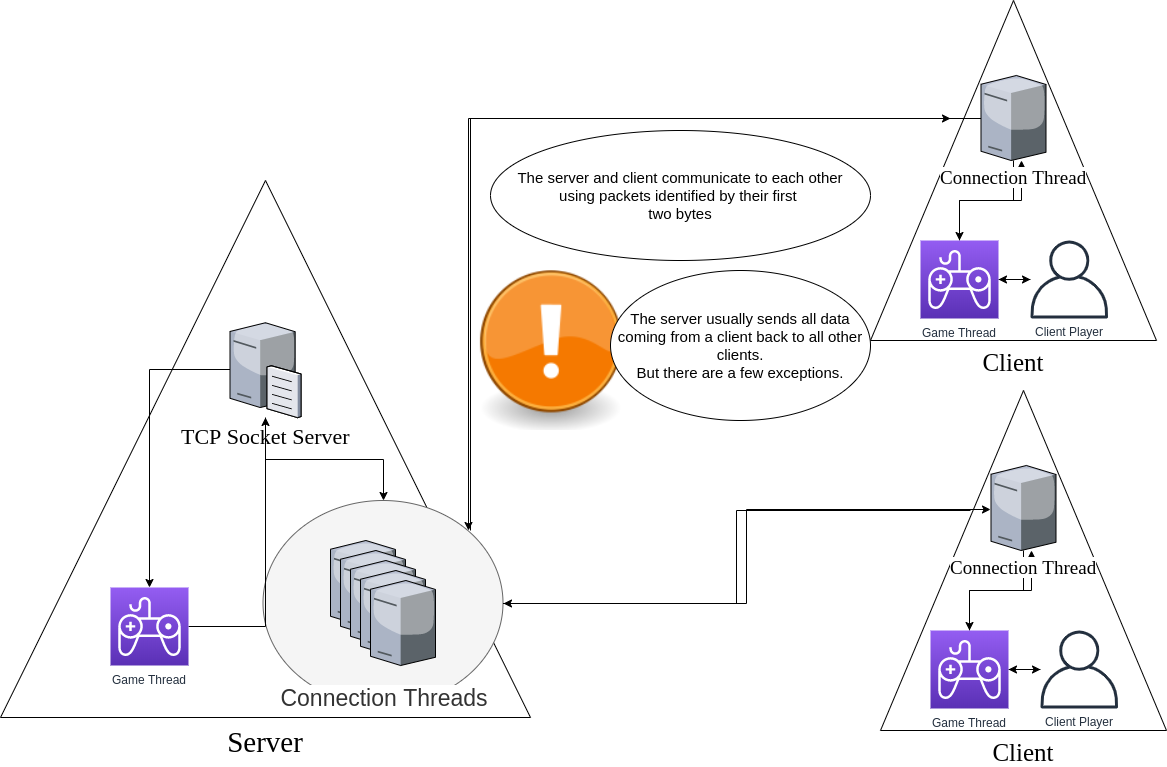 The server and client communicate to each other
using packets identified by their first
two bytes
Connection Thread
Game Thread
Client Player
Client
The server usually sends all data
coming from a client back to all other
clients.
But there are a few exceptions.
TCP Socket Server
Game Thread
Connection Threads
Server
Connection Thread
Game Thread
Client Player
Client